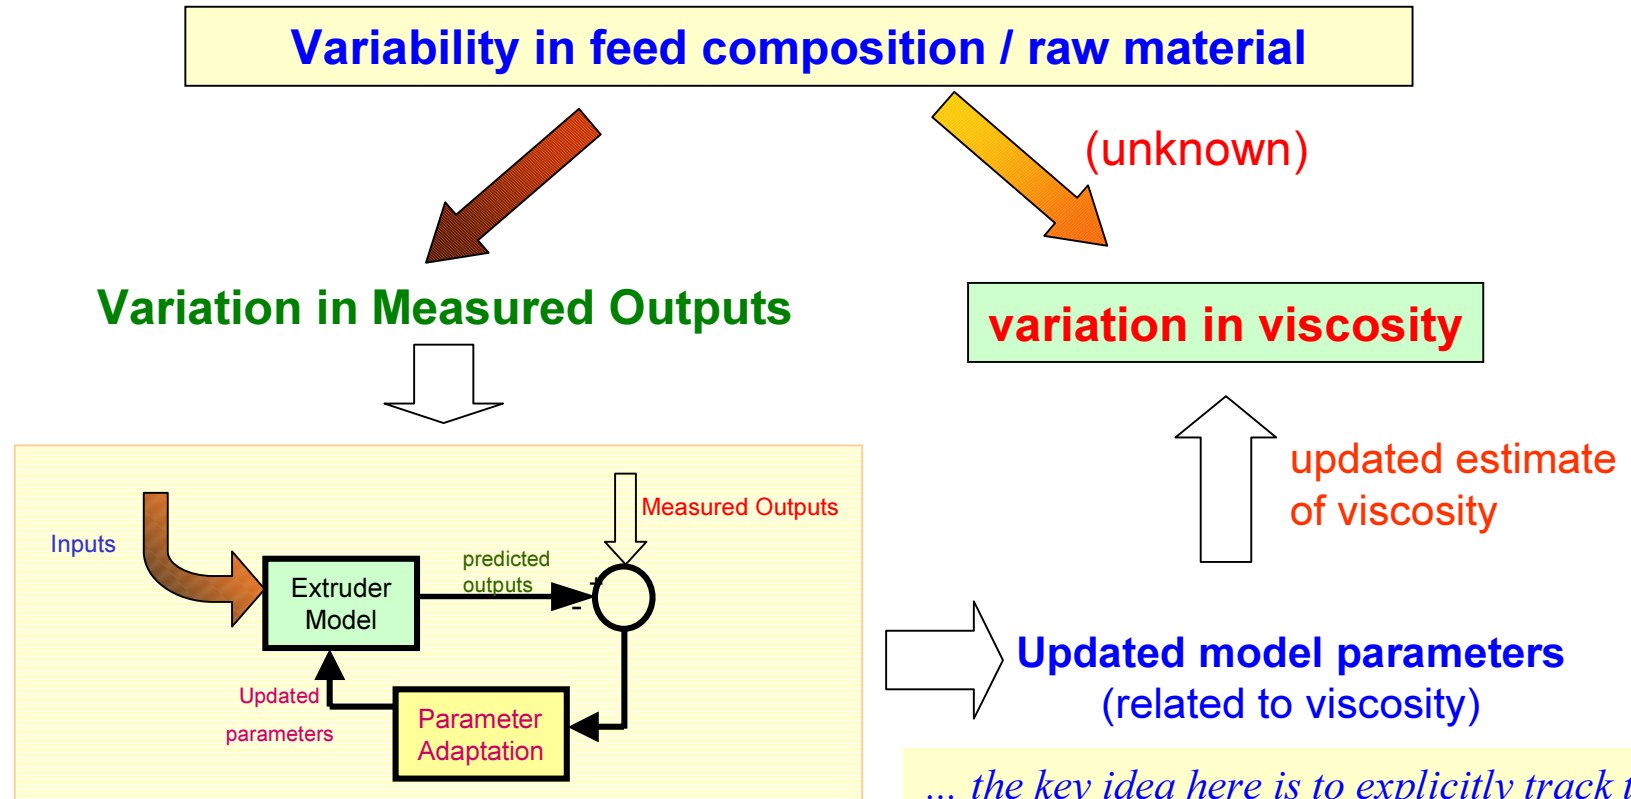 Variability in feed composition / raw material
(unknown)
Variation in Measured Outputs
variation in viscosity
updated estimate
of viscosity
Measured Outputs
Inputs
predicted
outputs
+
-
Extruder
Model
Updated
parameters
Parameter
Adaptation
Updated model parameters
(related to viscosity)
... the key idea here is to explicitly track